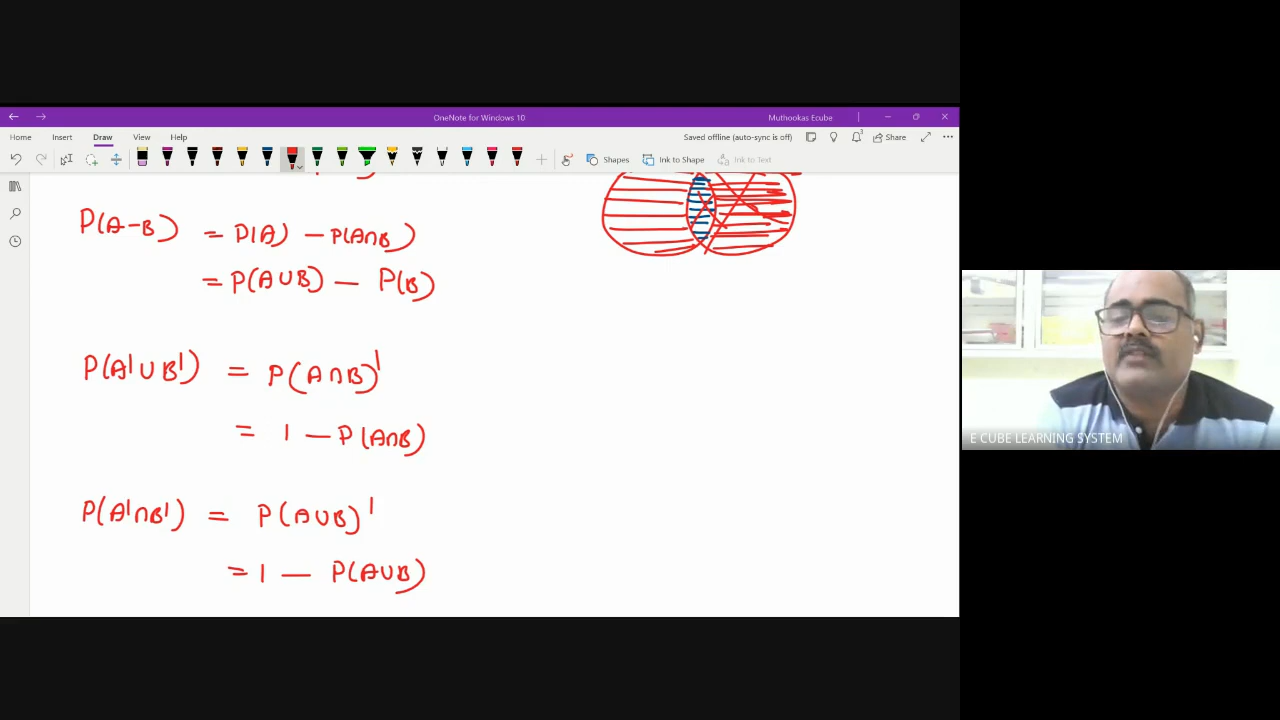 OneNote for Windows 10
Muthookas Ecube
Home Insert Draw View Help
Saved offline (auto-sync is off)
Share
Shapes
Ink to Shape
Ink to Text
P(A-B) = P(A) - P(A∩B)
= P(A∪B) - P(B)
P(A'∪B') = P(A∩B)'
= 1 - P(A∩B)
P(A'∩B') = P(A∪B)'
= 1 - P(A∪B)
E CUBE LEARNING SYSTEM